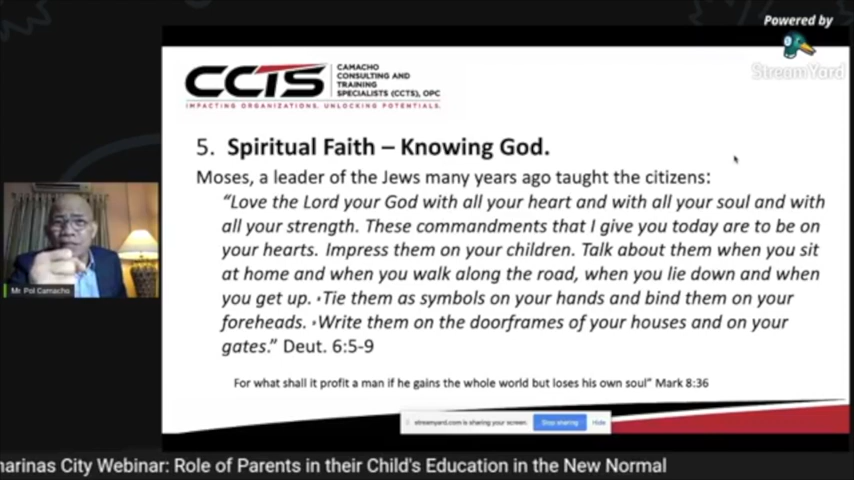 Powered by
StreamYard
CCTS
CAMACHO
CONSULTING AND
TRAINING
SPECIALISTS (CCTS), OPC
IMPACTING ORGANIZATIONS. UNLOCKING POTENTIALS.
5. Spiritual Faith – Knowing God.
Moses, a leader of the Jews many years ago taught the citizens:
“Love the Lord your God with all your heart and with all your soul and with
all your strength. These commandments that I give you today are to be on
your hearts. Impress them on your children. Talk about them when you sit
at home and when you walk along the road, when you lie down and when
you get up. Tie them as symbols on your hands and bind them on your
foreheads. Write them on the doorframes of your houses and on your
gates.” Deut. 6:5-9
For what shall it profit a man if he gains the whole world but loses his own soul” Mark 8:36
Mr. Pol Camacho
streamyard.com is sharing your screen.
Stop sharing
Hide
marinas City Webinar: Role of Parents in their Child's Education in the New Normal